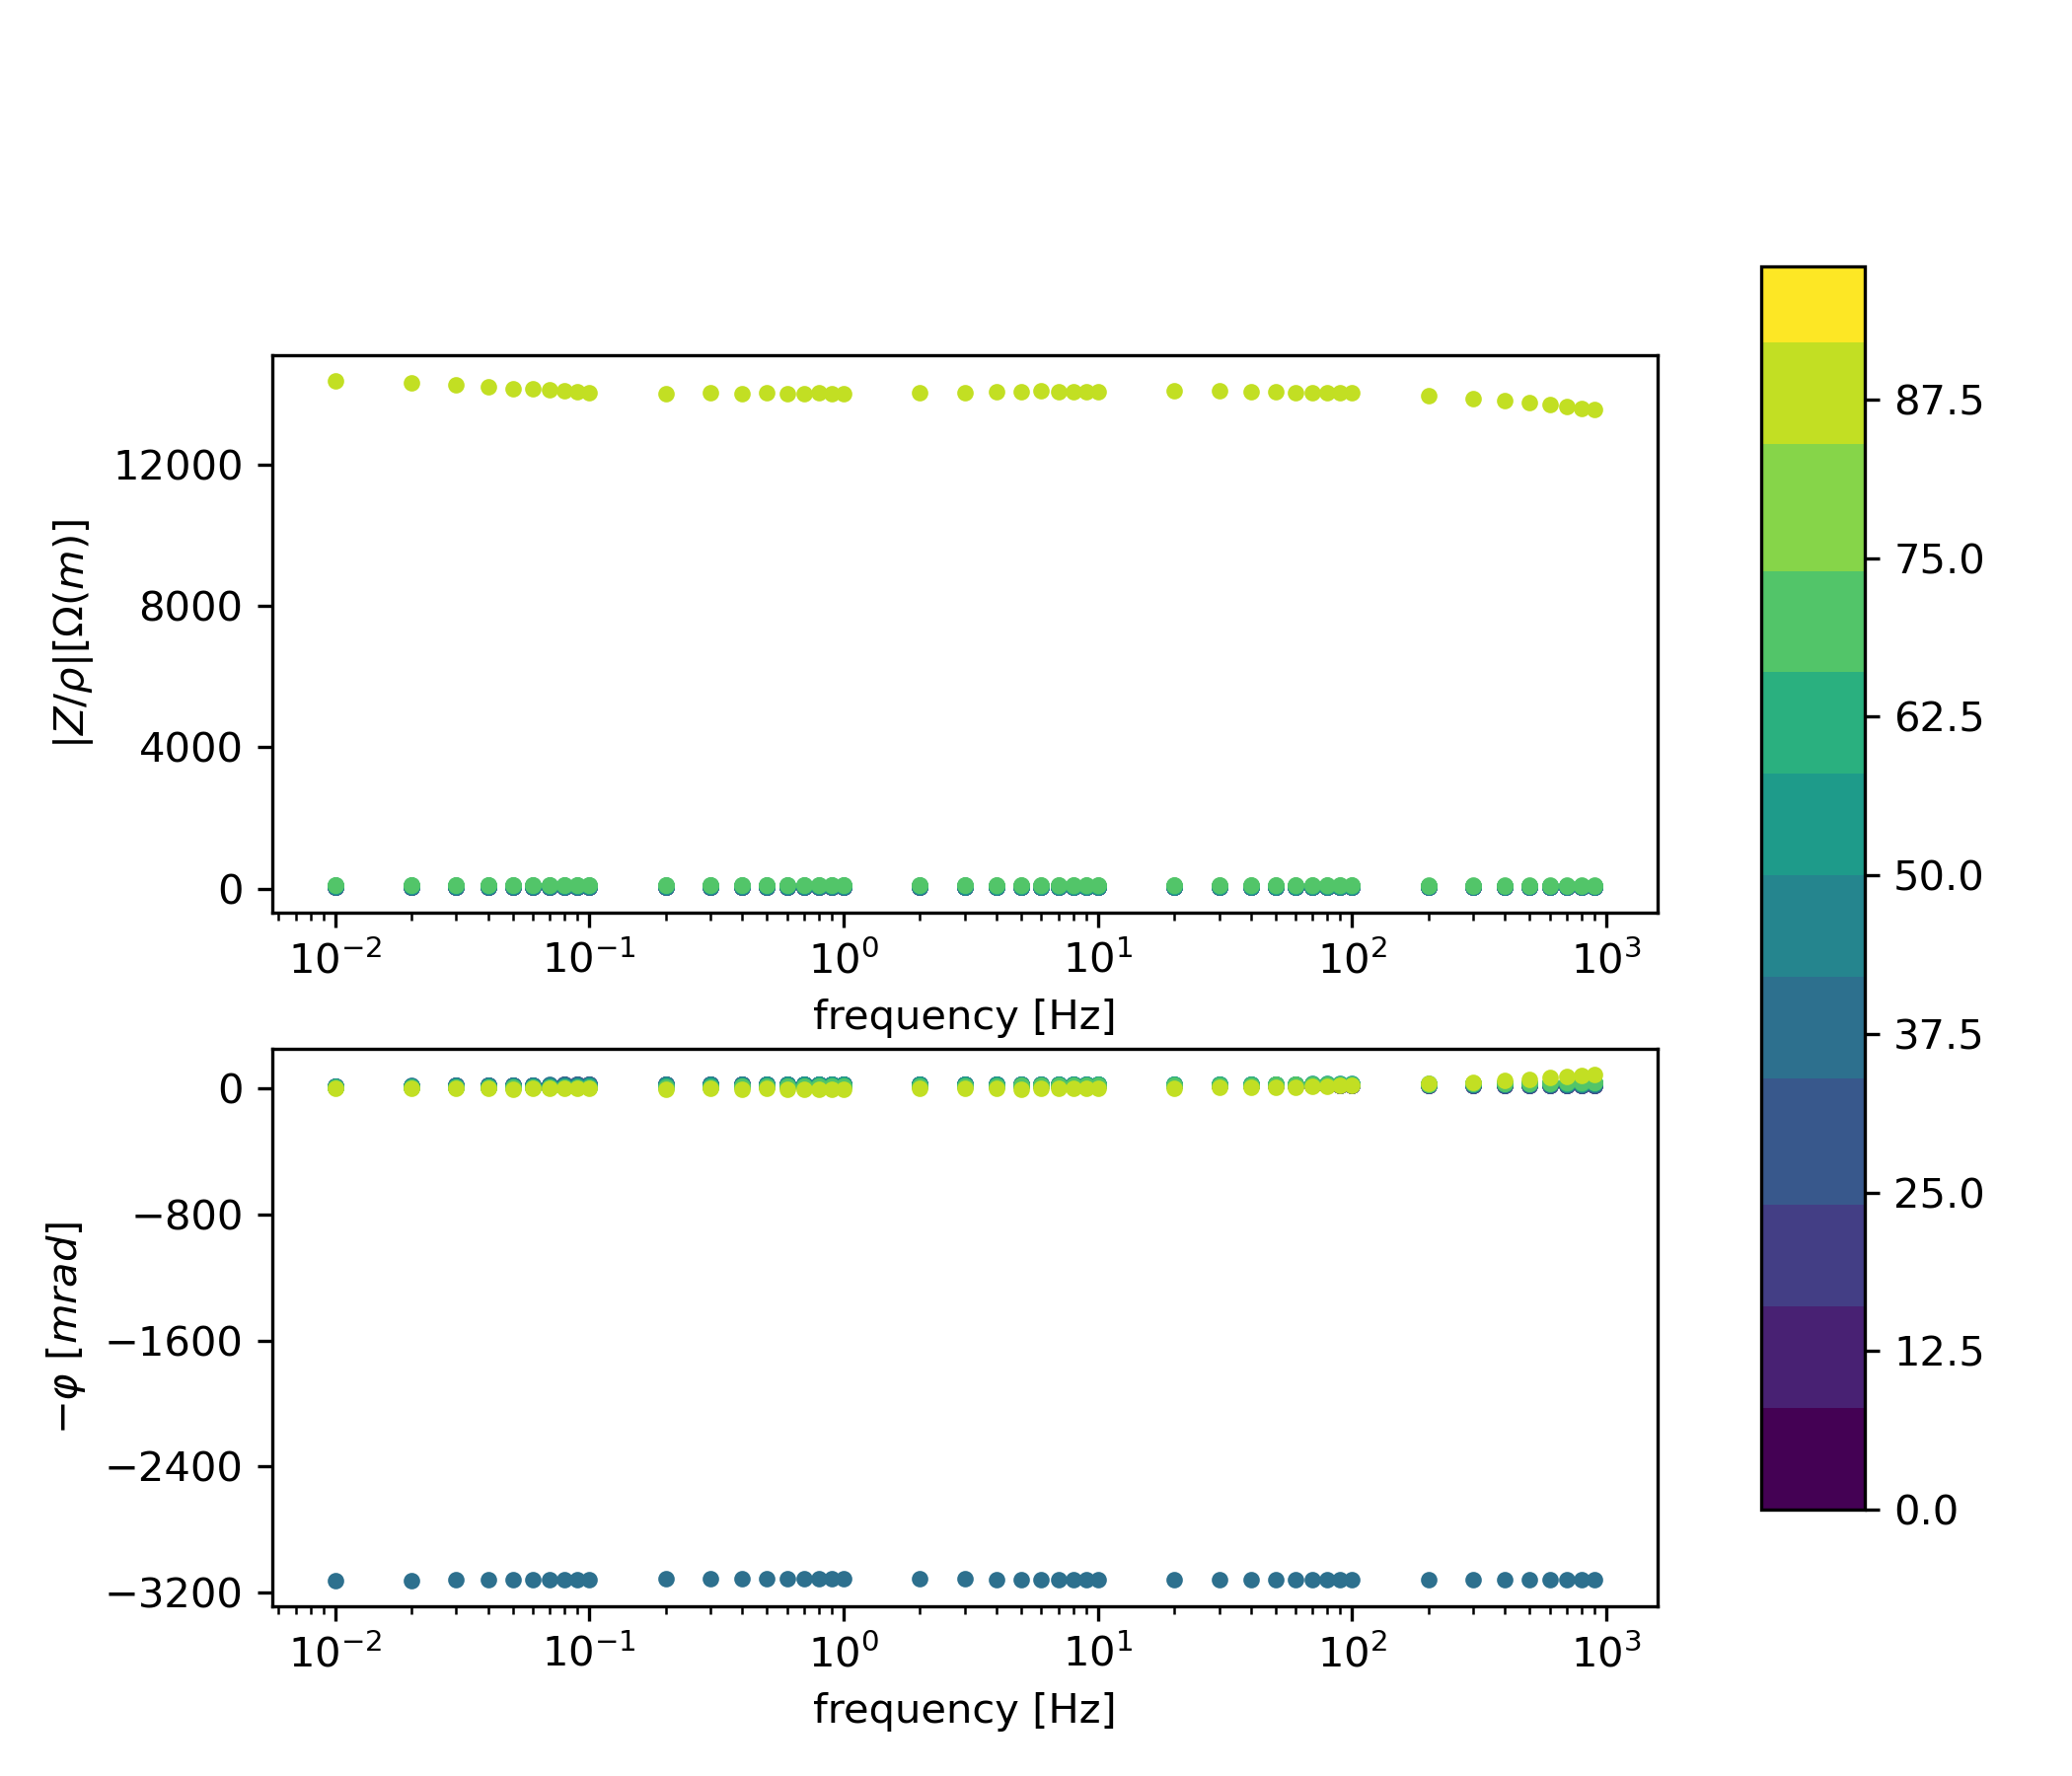 |Z/ρ|[Ω(m)]
12000
8000
4000
0
10⁻² 10⁻¹ 10⁰ 10¹ 10² 10³
frequency [Hz]
−φ [mrad]
0
−800
−1600
−2400
−3200
10⁻² 10⁻¹ 10⁰ 10¹ 10² 10³
frequency [Hz]
87.5
75.0
62.5
50.0
37.5
25.0
12.5
0.0